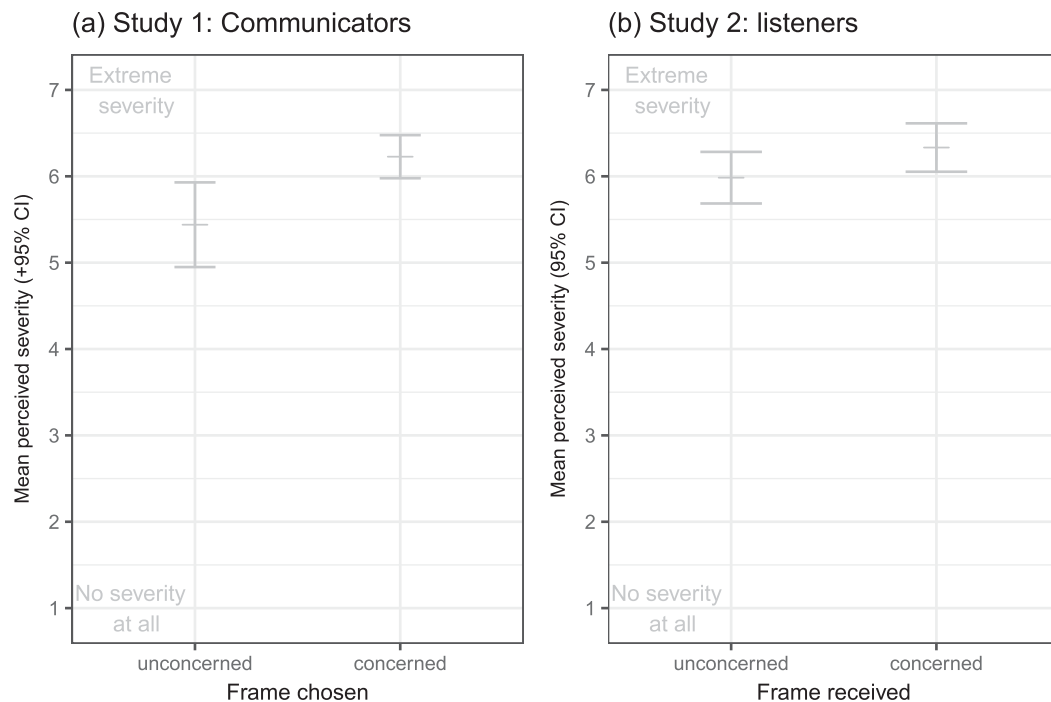 (a) Study 1: Communicators
Mean perceived severity (+95% CI)
7
6
5
4
3
2
1
Extreme
severity
No severity
at all
unconcerned
concerned
Frame chosen
(b) Study 2: listeners
Mean perceived severity (95% CI)
7
6
5
4
3
2
1
Extreme
severity
No severity
at all
unconcerned
concerned
Frame received